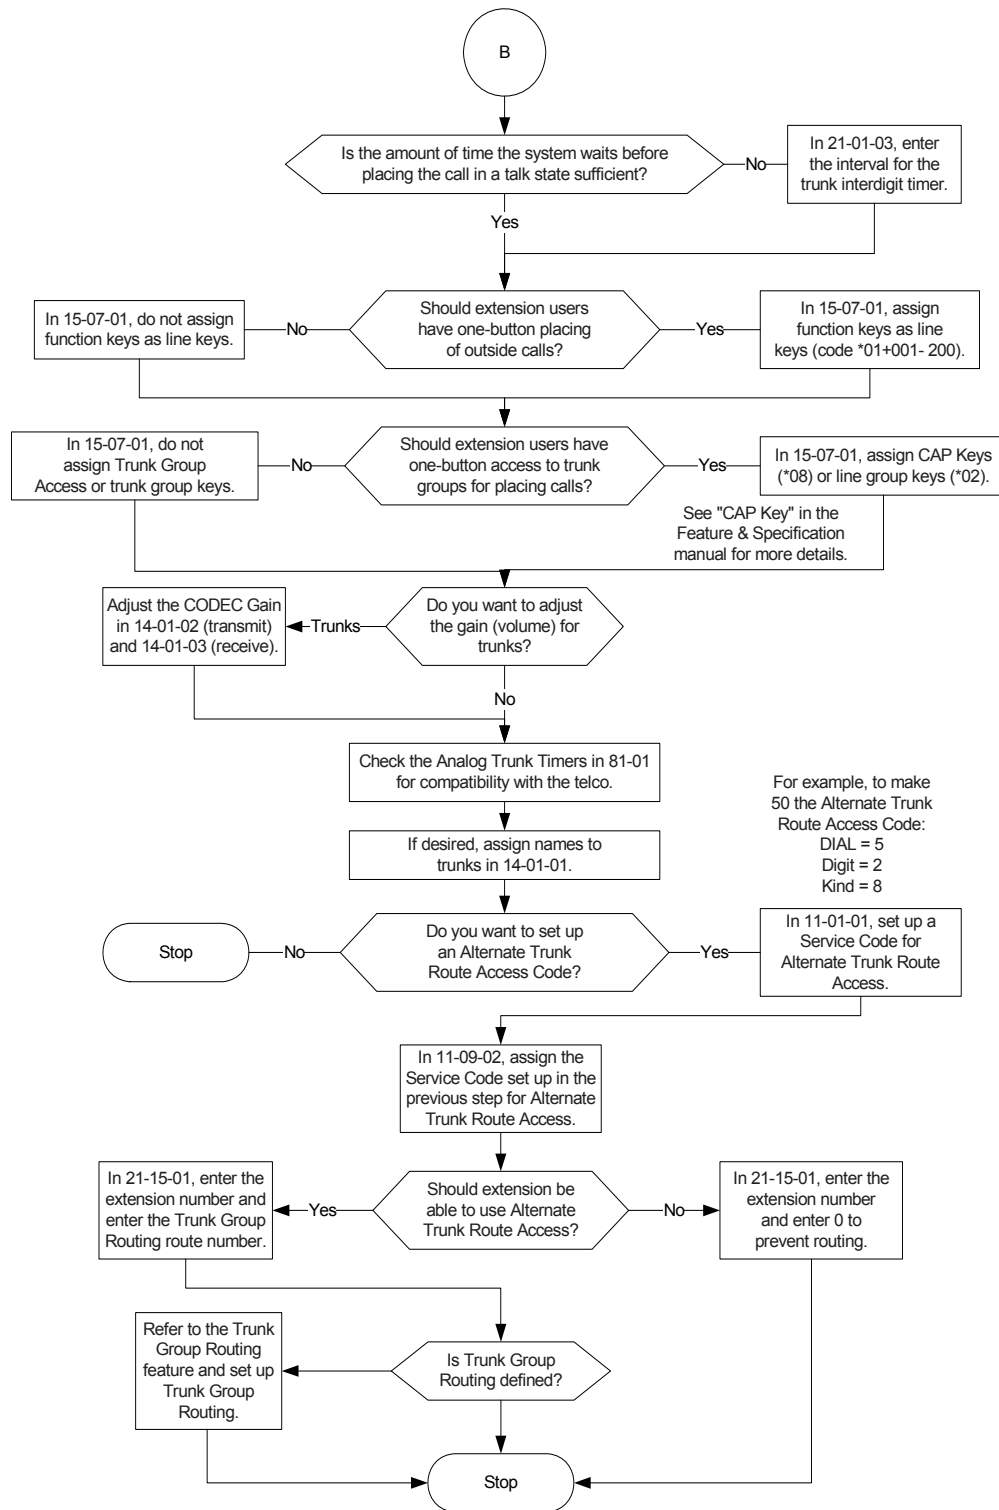 B
Is the amount of time the system waits before
placing the call in a talk state sufficient?
No
In 21-01-03, enter
the interval for the
trunk interdigit timer.
Yes
In 15-07-01, do not assign
function keys as line keys.
No
Should extension users
have one-button placing
of outside calls?
Yes
In 15-07-01, assign
function keys as line
keys (code *01+001- 200).
In 15-07-01, do not
assign Trunk Group
Access or trunk group keys.
No
Should extension users have
one-button access to trunk
groups for placing calls?
Yes
In 15-07-01, assign CAP Keys
(*08) or line group keys (*02).
See "CAP Key" in the
Feature & Specification
manual for more details.
Adjust the CODEC Gain
in 14-01-02 (transmit)
and 14-01-03 (receive).
Trunks
Do you want to adjust
the gain (volume) for
trunks?
No
Check the Analog Trunk Timers in 81-01
for compatibility with the telco.
If desired, assign names to
trunks in 14-01-01.
For example, to make
50 the Alternate Trunk
Route Access Code:
DIAL = 5
Digit = 2
Kind = 8
Stop
No
Do you want to set up
an Alternate Trunk
Route Access Code?
Yes
In 11-01-01, set up a
Service Code for
Alternate Trunk Route
Access.
In 11-09-02, assign the
Service Code set up in the
previous step for Alternate
Trunk Route Access.
In 21-15-01, enter the
extension number and
enter the Trunk Group
Routing route number.
Yes
Should extension be
able to use Alternate
Trunk Route Access?
No
In 21-15-01, enter the
extension number
and enter 0 to
prevent routing.
Refer to the Trunk
Group Routing
feature and set up
Trunk Group
Routing.
Is Trunk Group
Routing defined?
Stop